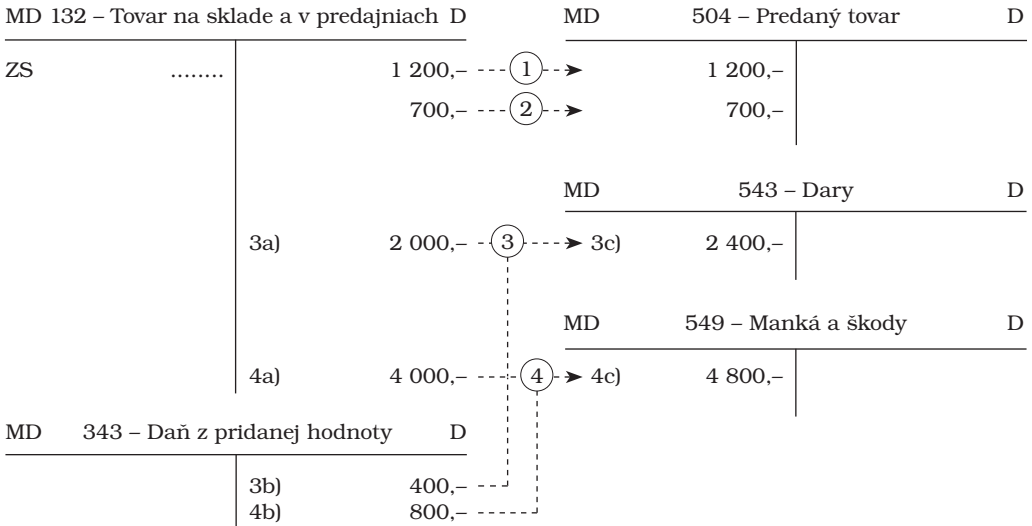 MD 132 – Tovar na sklade a v predajniach D MD 504 – Predaný tovar D
ZS ........ 1 200,– 1 1 200,–
700,– 2 700,–
MD 543 – Dary D
3a) 2 000,– 3 3c) 2 400,–
MD 549 – Manká a škody D
4a) 4 000,– 4 4c) 4 800,–
MD 343 – Daň z pridanej hodnoty D
3b) 400,–
4b) 800,–